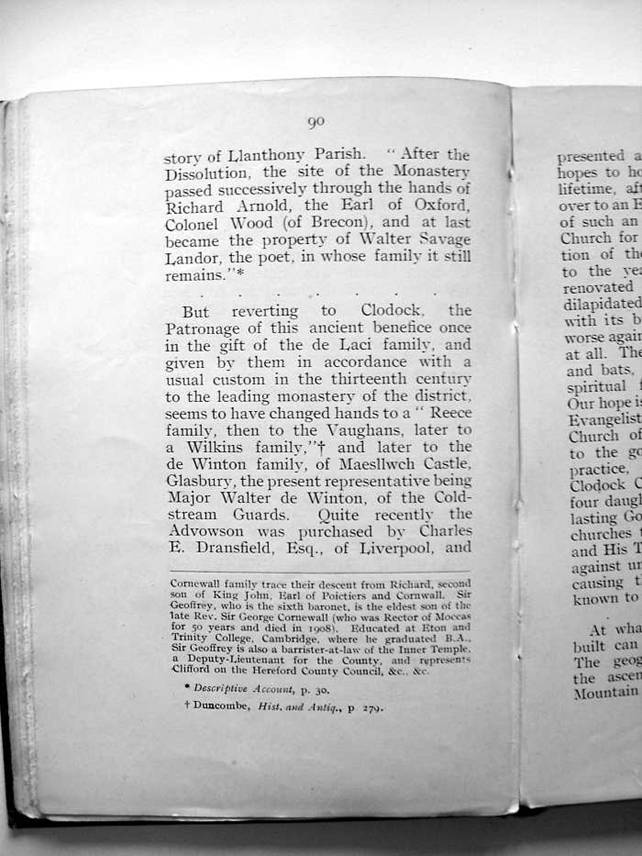 90
story of Llanthony Parish. “ After the
Dissolution, the site of the Monastery
passed successively through the hands of
Richard Arnold, the Earl of Oxford,
Colonel Wood (of Brecon), and at last
became the property of Walter Savage
Landor, the poet, in whose family it still
remains.”*
. . . . . .
But reverting to Clodock, the
Patronage of this ancient benefice once
in the gift of the de Laci family, and
given by them in accordance with a
usual custom in the thirteenth century
to the leading monastery of the district,
seems to have changed hands to a “ Reece
family, then to the Vaughans, later to
a Wilkins family,”† and later to the
de Winton family, of Maesllwch Castle,
Glasbury, the present representative being
Major Walter de Winton, of the Cold-
stream Guards. Quite recently the
Advowson was purchased by Charles
E. Dransfield, Esq., of Liverpool, and
Cornewall family trace their descent from Richard, second
son of King John, Earl of Poictiers and Cornwall. Sir
Geoffrey, who is the sixth baronet, is the eldest son of the
late Rev. Sir George Cornewall (who was Rector of Moccas
for 50 years and died in 1908). Educated at Eton and
Trinity College, Cambridge, where he graduated B.A.,
Sir Geoffrey is also a barrister-at-law of the Inner Temple,
a Deputy-Lieutenant for the County, and represents
Clifford on the Hereford County Council, &c., &c.
* Descriptive Account, p. 30.
† Duncombe, Hist. and Antiq., p 279.
presented a
hopes to ho
lifetime, aft
over to an E
of such an
Church for
tion of the
to the yea
renovated
dilapidated
with its b
worse again
at all. The
and bats,
spiritual f
Our hope is
Evangelist
Church of
to the go
practice,
Clodock C
four daugh
lasting Go
churches t
and His T
against un
causing t
known to
At wha
built can
The geog
the ascen
Mountain